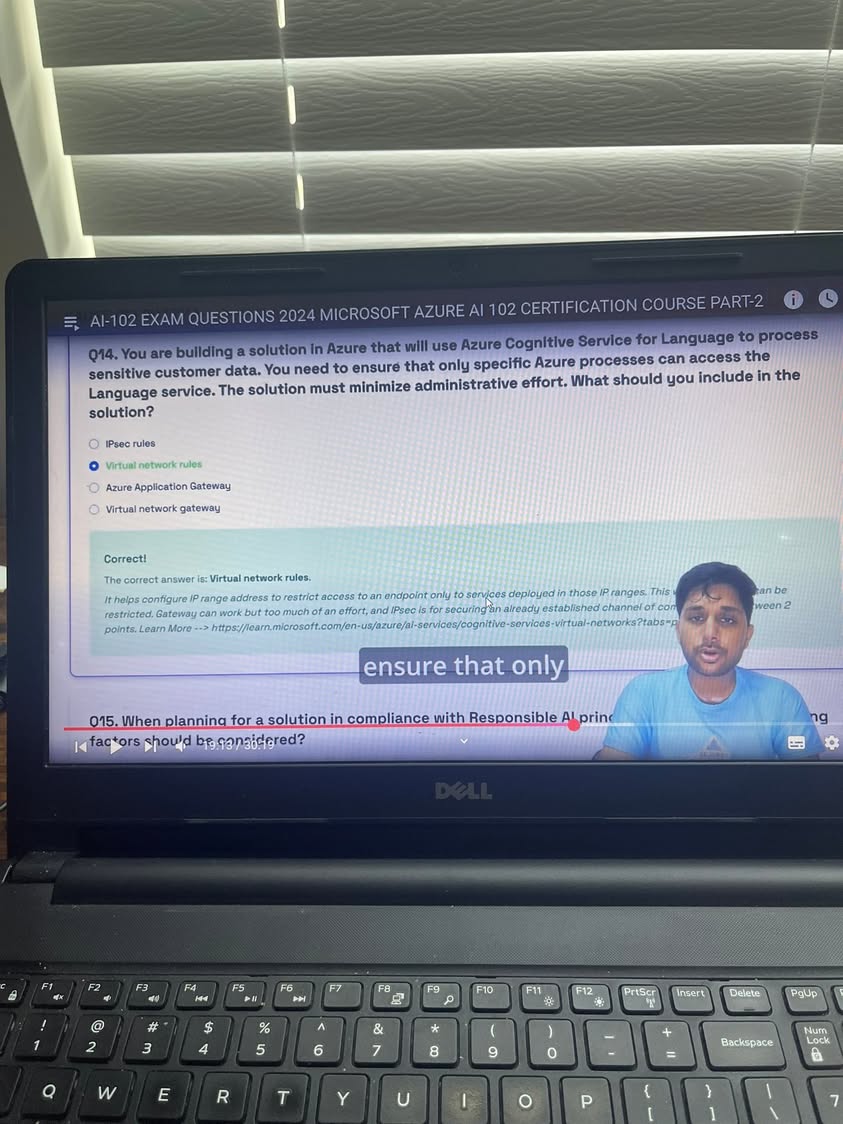 AI-102 EXAM QUESTIONS 2024 MICROSOFT AZURE AI 102 CERTIFICATION COURSE PART-2
Q14. You are building a solution in Azure that will use Azure Cognitive Service for Language to process
sensitive customer data. You need to ensure that only specific Azure processes can access the
Language service. The solution must minimize administrative effort. What should you include in the
solution?
IPsec rules
Virtual network rules
Azure Application Gateway
Virtual network gateway
Correct!
The correct answer is: Virtual network rules.
It helps configure IP range address to restrict access to an endpoint only to services deployed in those IP ranges. This can be
restricted. Gateway can work but too much of an effort, and IPsec is for securing an already established channel of between 2
points. Learn More --> https://learn.microsoft.com/en-us/azure/ai-services/cognitive-services-virtual-networks?tabs=p
ensure that only
Q15. When planning for a solution in compliance with Responsible AI
factors should be considered?
19:13 / 30:19
DELL
F1 F2 F3 F4 F5 F6 F7 F8 F9 F10 F11 F12 PrtScr Insert Delete PgUp
! @ # $ % ^ & * ( ) _ +
1 2 3 4 5 6 7 8 9 0 - = Backspace Num Lock
Q W E R T Y U I O P { [ } ] | \ 7